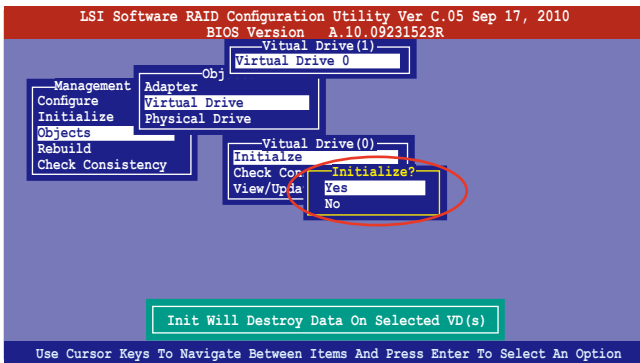 LSI Software RAID Configuration Utility Ver C.05 Sep 17, 2010
BIOS Version A.10.09231523R
Vitual Drive(1)
Virtual Drive 0
Obj
Adapter
Virtual Drive
Physical Drive
Management
Configure
Initialize
Objects
Rebuild
Check Consistency
Vitual Drive(0)
Initialze
Check Con
View/Upda
Initialize?
Yes
No
Init Will Destroy Data On Selected VD(s)
Use Cursor Keys To Navigate Between Items And Press Enter To Select An Option